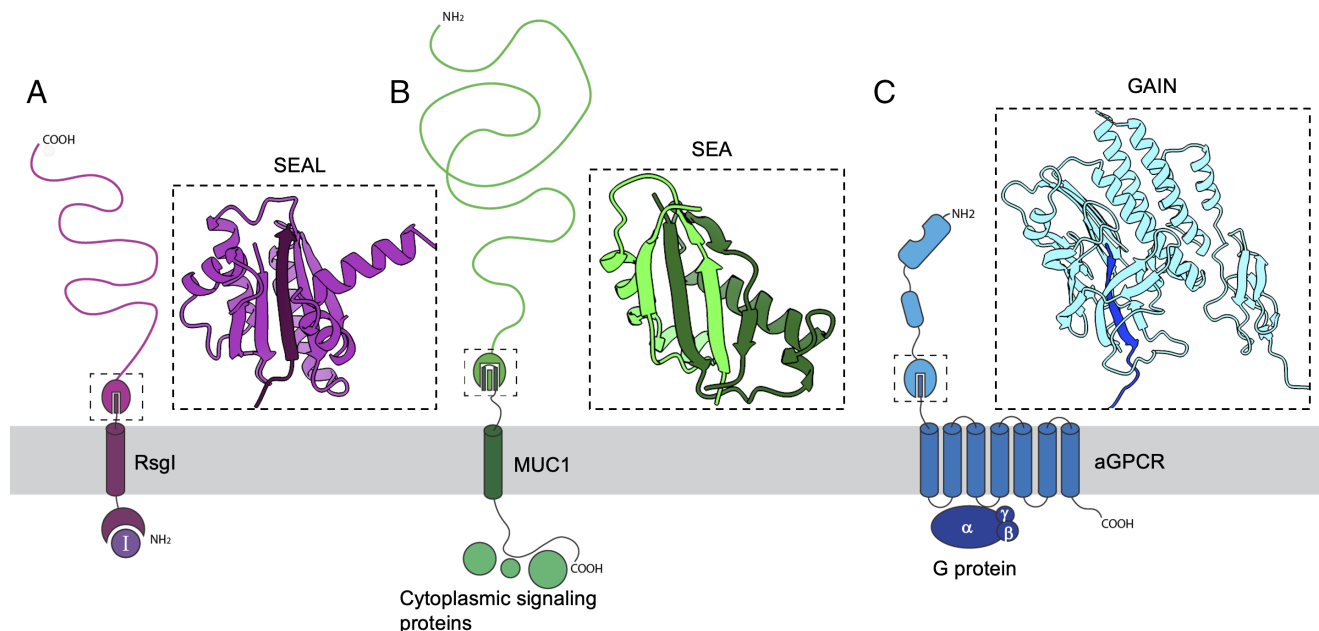 NH₂
A
B
C
GAIN
COOH
SEAL
SEA
NH2
RsgI
MUC1
aGPCR
I
NH₂
α
γ
β
COOH
COOH
G protein
Cytoplasmic signaling
proteins